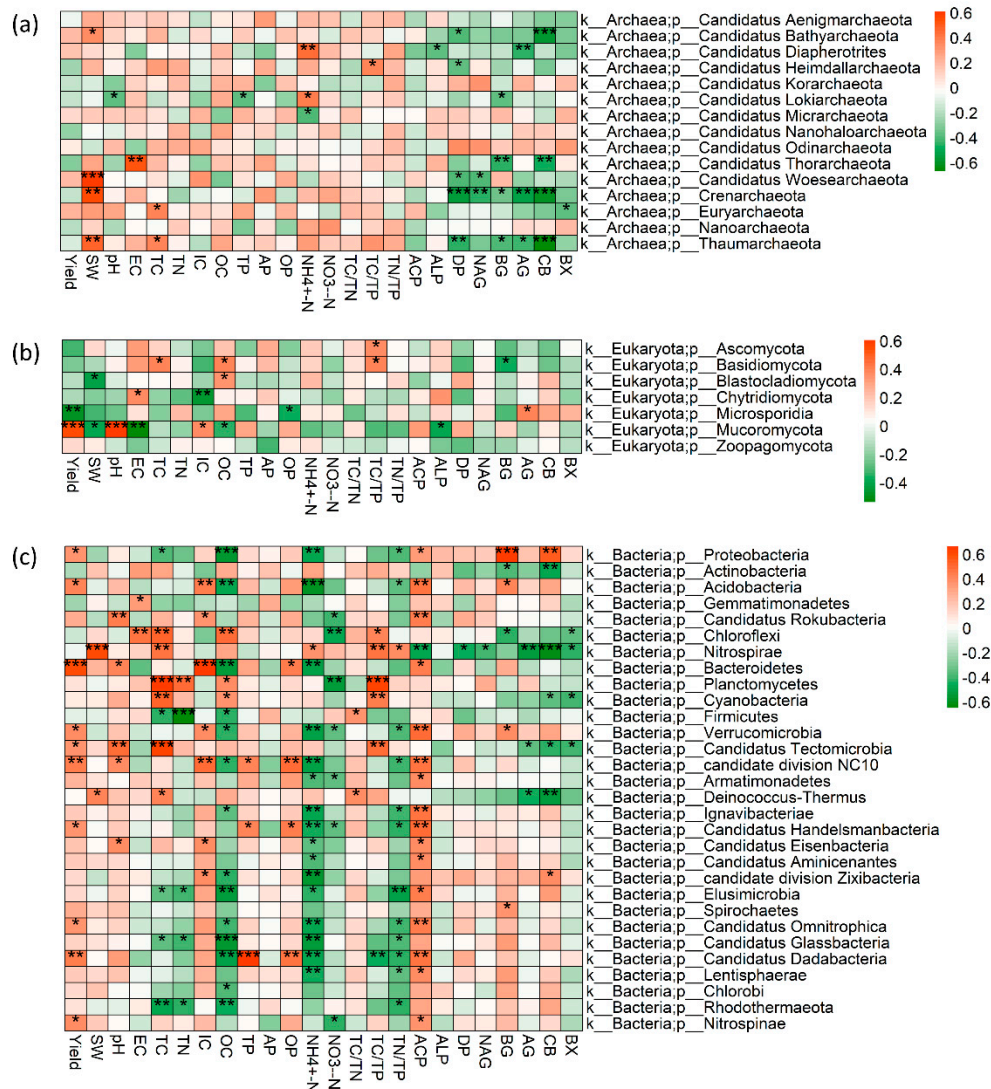 (a)
k__Archaea;p__Candidatus Aenigmarchaeota
k__Archaea;p__Candidatus Bathyarchaeota
k__Archaea;p__Candidatus Diapherotrites
k__Archaea;p__Candidatus Heimdallarchaeota
k__Archaea;p__Candidatus Korarchaeota
k__Archaea;p__Candidatus Lokiarchaeota
k__Archaea;p__Candidatus Micrarchaeota
k__Archaea;p__Candidatus Nanohaloarchaeota
k__Archaea;p__Candidatus Odinarchaeota
k__Archaea;p__Candidatus Thorarchaeota
k__Archaea;p__Candidatus Woesearchaeota
k__Archaea;p__Crenarchaeota
k__Archaea;p__Euryarchaeota
k__Archaea;p__Nanoarchaeota
k__Archaea;p__Thaumarchaeota
0.6
0.4
0.2
0
-0.2
-0.4
-0.6
Yield SW pH EC TC TN IC OC TP AP OP NH4+-N NO3--N TC/TN TC/TP TN/TP ACP ALP DP NAG BG AG CB BX
(b)
k__Eukaryota;p__Ascomycota
k__Eukaryota;p__Basidiomycota
k__Eukaryota;p__Blastocladiomycota
k__Eukaryota;p__Chytridiomycota
k__Eukaryota;p__Microsporidia
k__Eukaryota;p__Mucoromycota
k__Eukaryota;p__Zoopagomycota
0.6
0.4
0.2
0
-0.2
-0.4
Yield SW pH EC TC TN IC OC TP AP OP NH4+-N NO3--N TC/TN TC/TP TN/TP ACP ALP DP NAG BG AG CB BX
(c)
k__Bacteria;p__Proteobacteria
k__Bacteria;p__Actinobacteria
k__Bacteria;p__Acidobacteria
k__Bacteria;p__Gemmatimonadetes
k__Bacteria;p__Candidatus Rokubacteria
k__Bacteria;p__Chloroflexi
k__Bacteria;p__Nitrospirae
k__Bacteria;p__Bacteroidetes
k__Bacteria;p__Planctomycetes
k__Bacteria;p__Cyanobacteria
k__Bacteria;p__Firmicutes
k__Bacteria;p__Verrucomicrobia
k__Bacteria;p__Candidatus Tectomicrobia
k__Bacteria;p__candidate division NC10
k__Bacteria;p__Armatimonadetes
k__Bacteria;p__Deinococcus-Thermus
k__Bacteria;p__Ignavibacteriae
k__Bacteria;p__Candidatus Handelsmanbacteria
k__Bacteria;p__Candidatus Eisenbacteria
k__Bacteria;p__Candidatus Aminicenantes
k__Bacteria;p__candidate division Zixibacteria
k__Bacteria;p__Elusimicrobia
k__Bacteria;p__Spirochaetes
k__Bacteria;p__Candidatus Omnitrophica
k__Bacteria;p__Candidatus Glassbacteria
k__Bacteria;p__Candidatus Dadabacteria
k__Bacteria;p__Lentisphaerae
k__Bacteria;p__Chlorobi
k__Bacteria;p__Rhodothermaeota
k__Bacteria;p__Nitrospinae
0.6
0.4
0.2
0
-0.2
-0.4
-0.6
Yield SW pH EC TC TN IC OC TP AP OP NH4+-N NO3--N TC/TN TC/TP TN/TP ACP ALP DP NAG BG AG CB BX